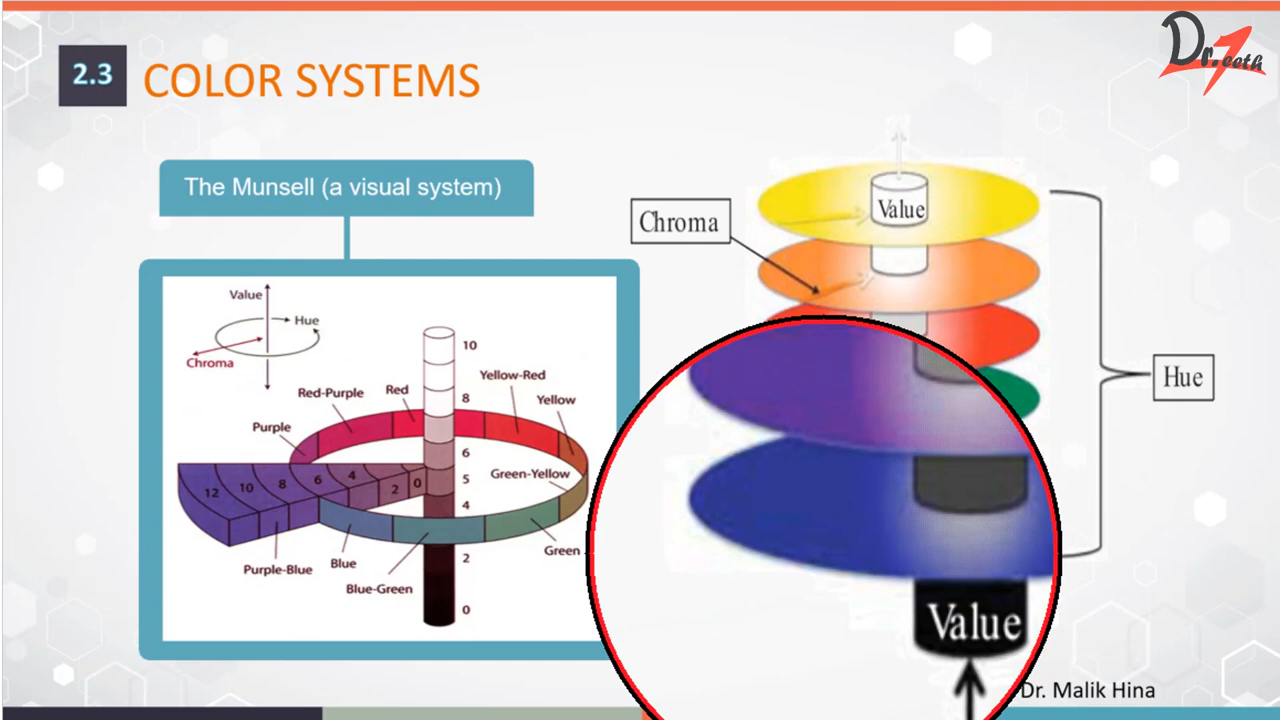 2.3
COLOR SYSTEMS
Dr.
eeth
The Munsell (a visual system)
Value
Hue
Chroma
10
8
6
5
4
2
0
Red-Purple
Red
Yellow-Red
Yellow
Purple
Green-Yellow
12
10
8
6
4
2
0
Purple-Blue
Blue
Blue-Green
Green
Chroma
Value
Hue
Value
Dr. Malik Hina